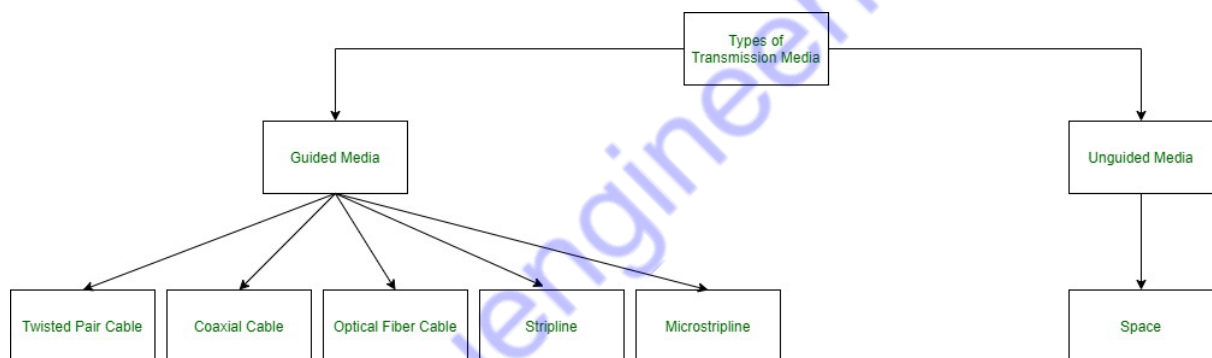 Types of
Transmission Media
Guided Media
Unguided Media
Twisted Pair Cable
Coaxial Cable
Optical Fiber Cable
Stripline
Microstripline
Space